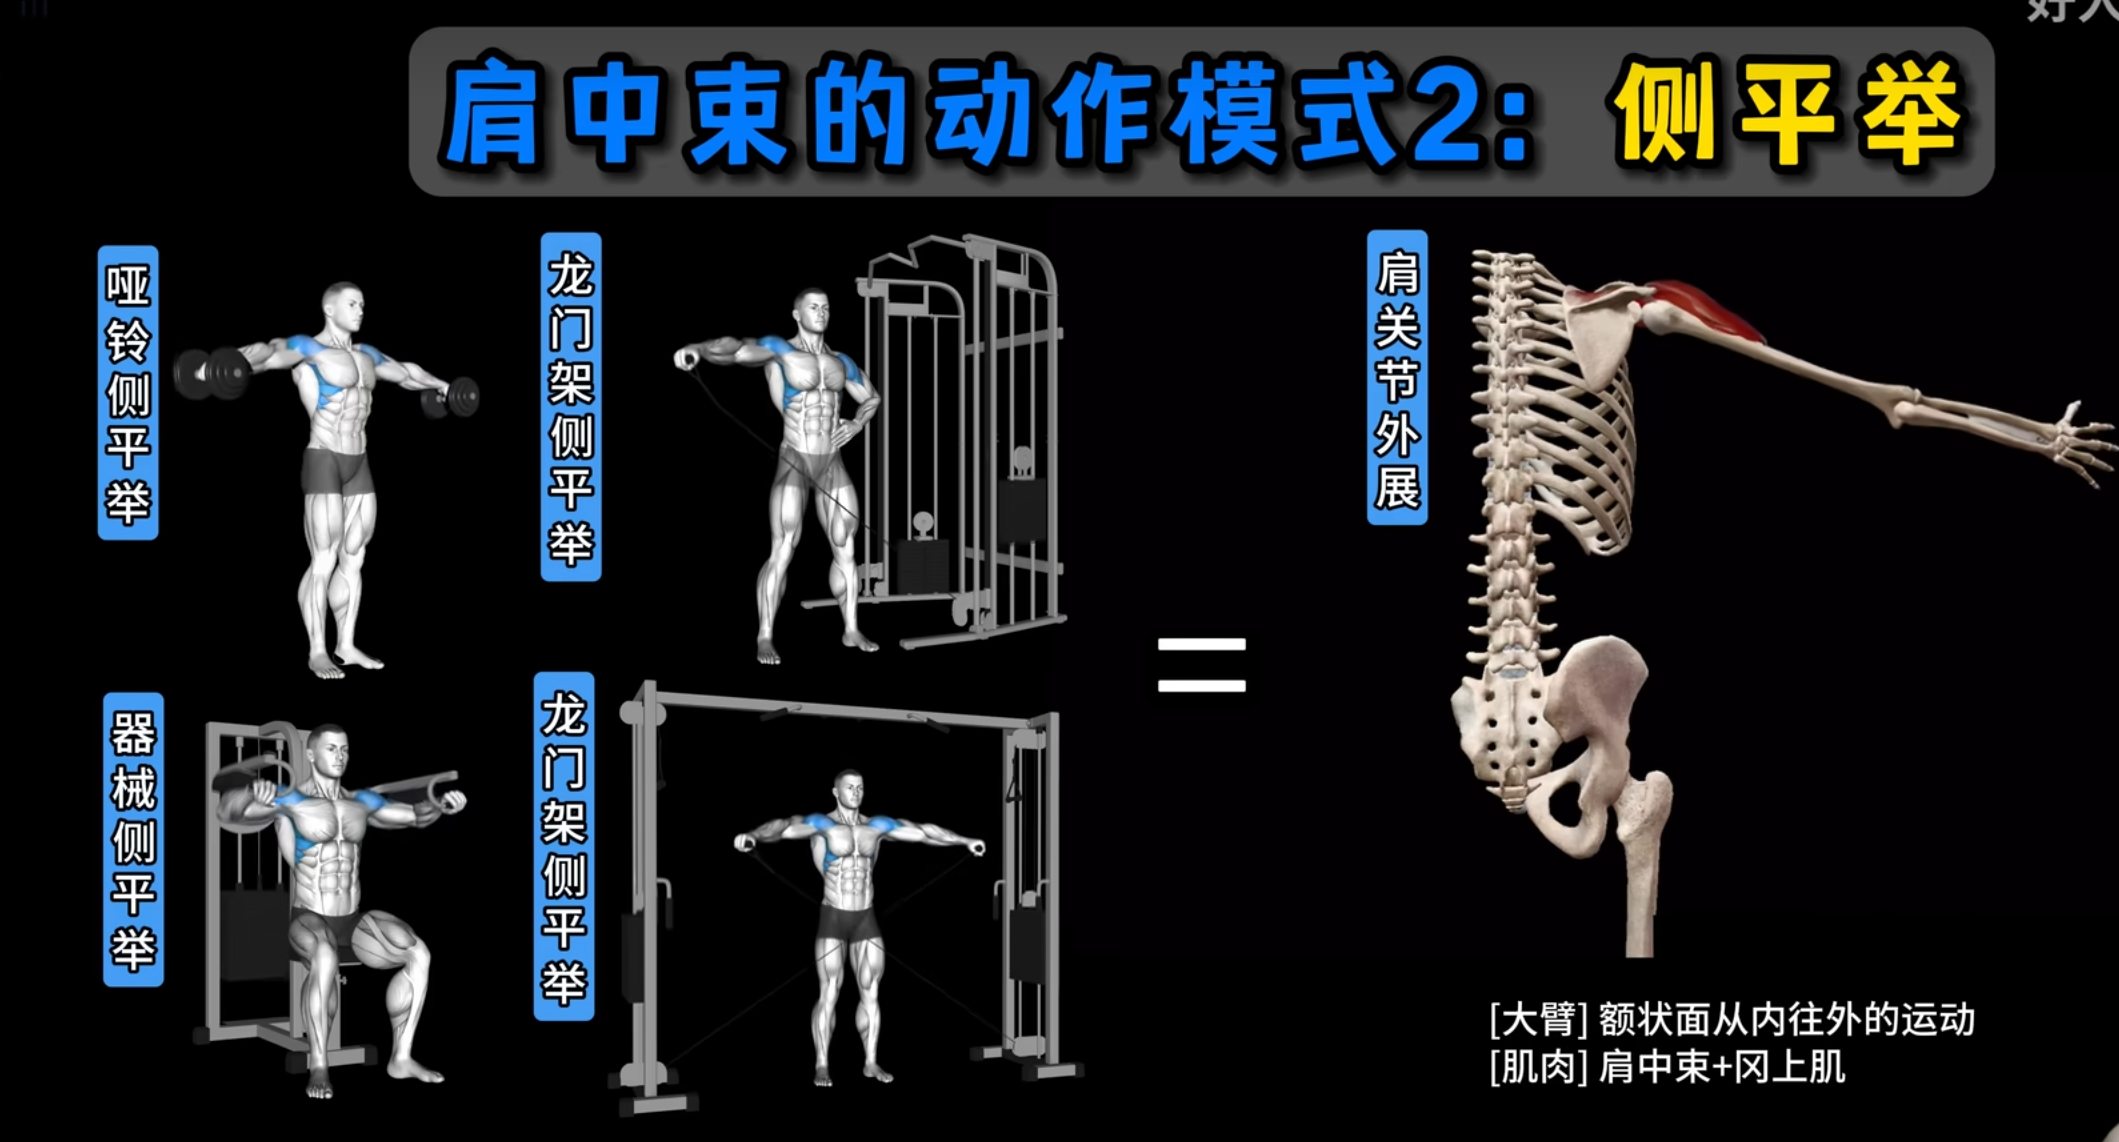 好人
肩中束的动作模式2：侧平举
哑铃侧平举
龙门架侧平举
肩关节外展
器械侧平举
龙门架侧平举
[大臂] 额状面从内往外的运动
[肌肉] 肩中束+冈上肌